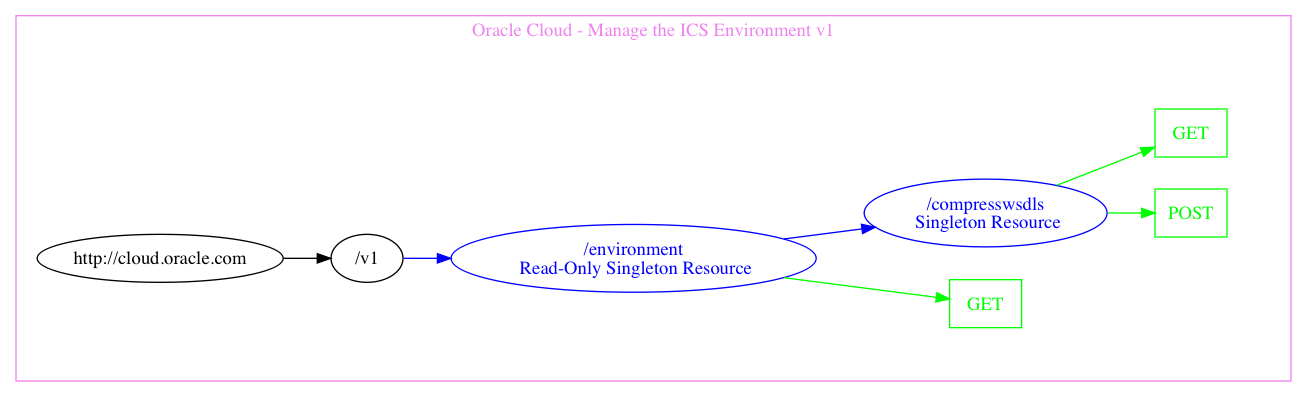 Oracle Cloud - Manage the ICS Environment v1
http://cloud.oracle.com
/v1
/environment
Read-Only Singleton Resource
/compresswsdls
Singleton Resource
GET
POST
GET